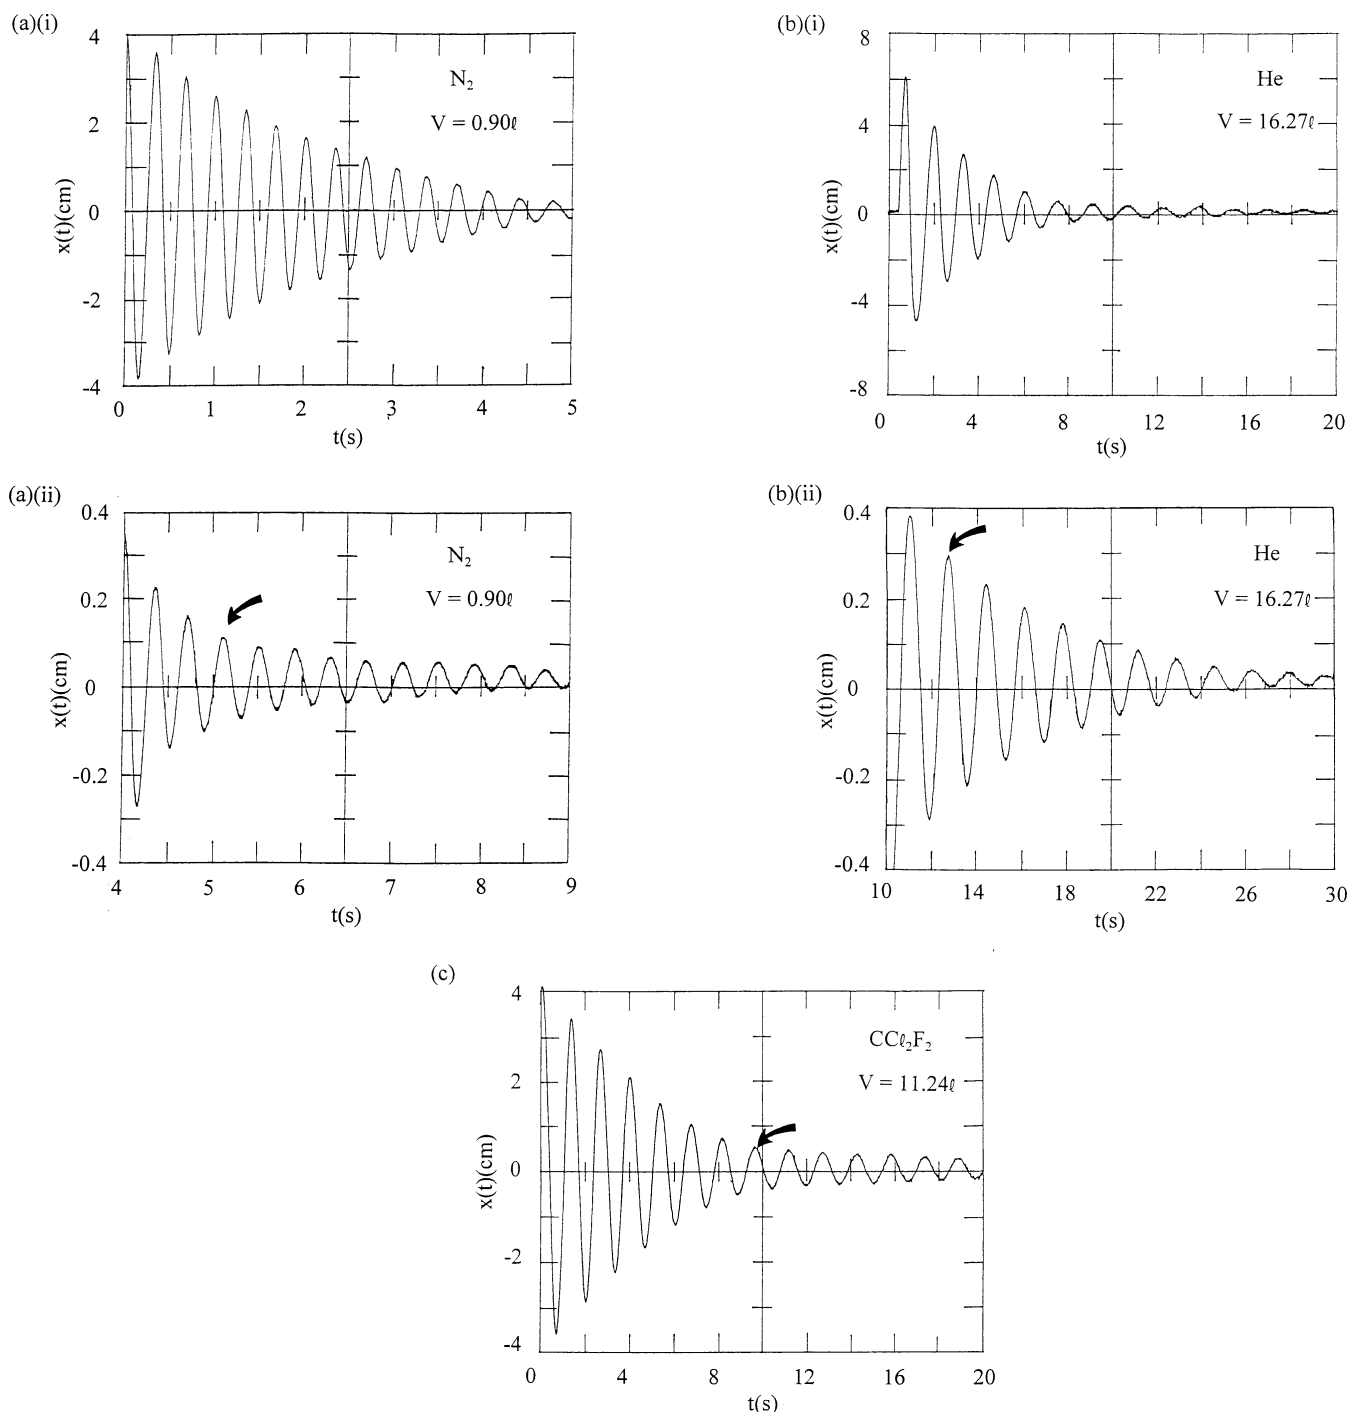 (a)(i)
4
2
0
-2
-4
x(t)(cm)
N₂
V = 0.90ℓ
0 1 2 3 4 5
t(s)
(b)(i)
8
4
0
-4
-8
x(t)(cm)
He
V = 16.27ℓ
0 4 8 12 16 20
t(s)
(a)(ii)
0.4
0.2
0
-0.2
-0.4
x(t)(cm)
N₂
V = 0.90ℓ
4 5 6 7 8 9
t(s)
(b)(ii)
0.4
0.2
0
-0.2
-0.4
x(t)(cm)
He
V = 16.27ℓ
10 14 18 22 26 30
t(s)
(c)
4
2
0
-2
-4
x(t)(cm)
CCℓ₂F₂
V = 11.24ℓ
0 4 8 12 16 20
t(s)